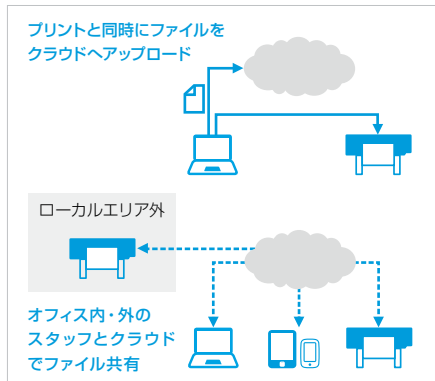 プリントと同時にファイルを
クラウドへアップロード
ローカルエリア外
オフィス内・外の
スタッフとクラウド
でファイル共有